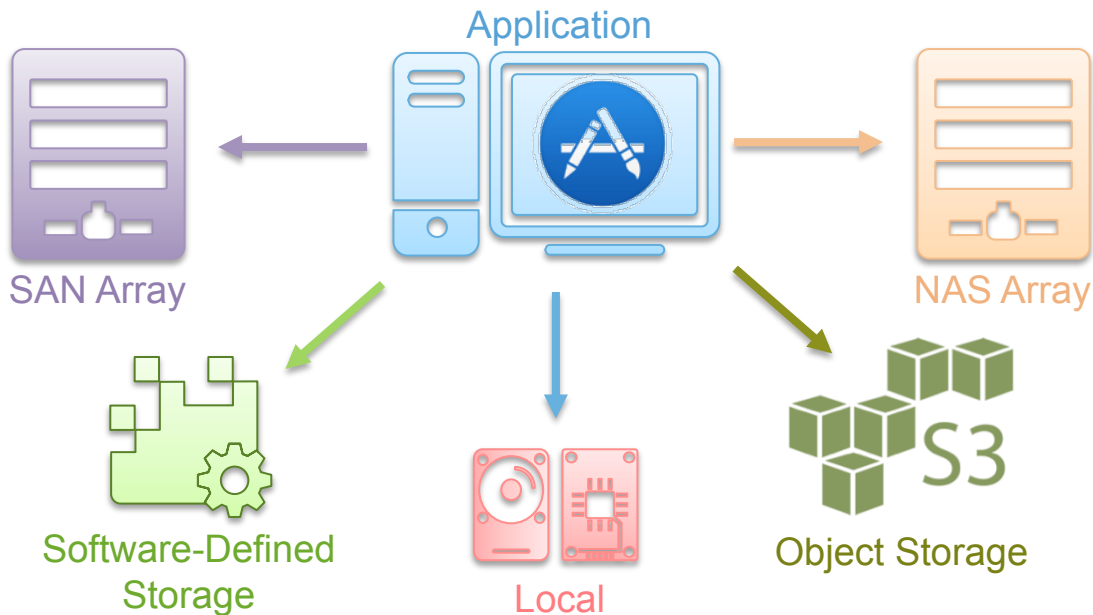 Application
SAN Array
NAS Array
S3
Software-Defined
Storage
Local
Object Storage